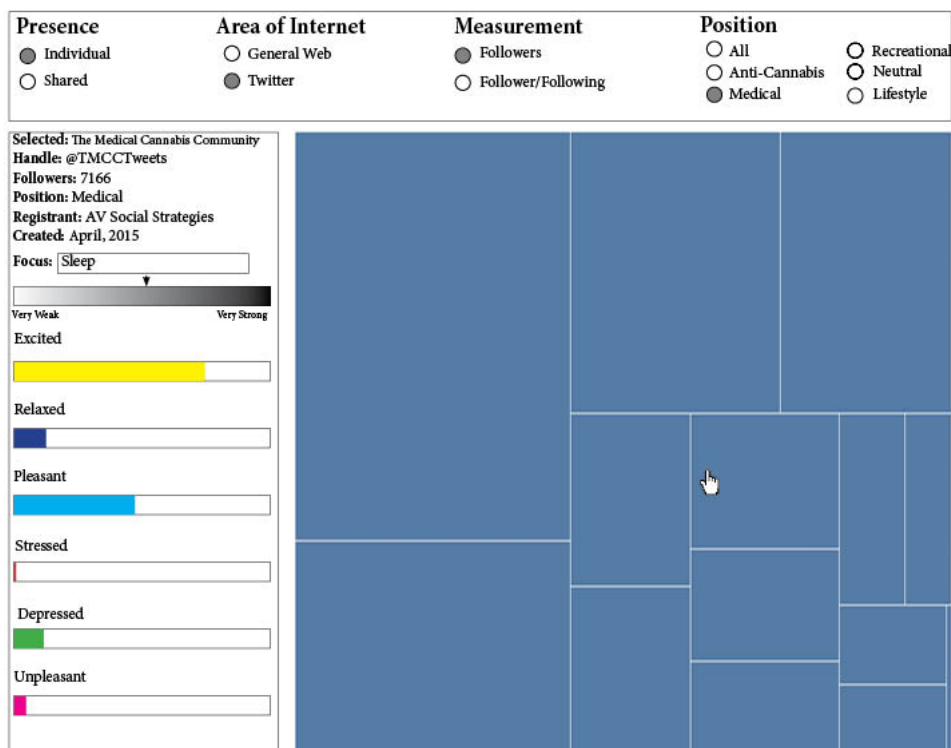 Presence
Individual
Shared
Area of Internet
General Web
Twitter
Measurement
Followers
Follower/Following
Position
All
Anti-Cannabis
Medical
Recreational
Neutral
Lifestyle
Selected: The Medical Cannabis Community
Handle: @TMCCTweets
Followers: 7166
Position: Medical
Registrant: AV Social Strategies
Created: April, 2015
Focus: Sleep
Very Weak Very Strong
Excited
Relaxed
Pleasant
Stressed
Depressed
Unpleasant